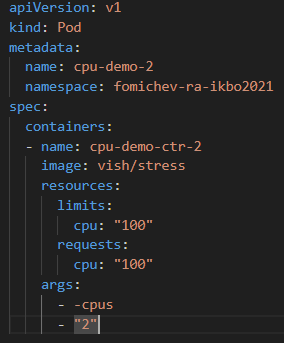 apiVersion: v1
kind: Pod
metadata:
  name: cpu-demo-2
  namespace: fomichev-ra-ikbo2021
spec:
  containers:
  - name: cpu-demo-ctr-2
    image: vish/stress
    resources:
      limits:
        cpu: "100"
      requests:
        cpu: "100"
    args:
      - -cpus
      - "2"